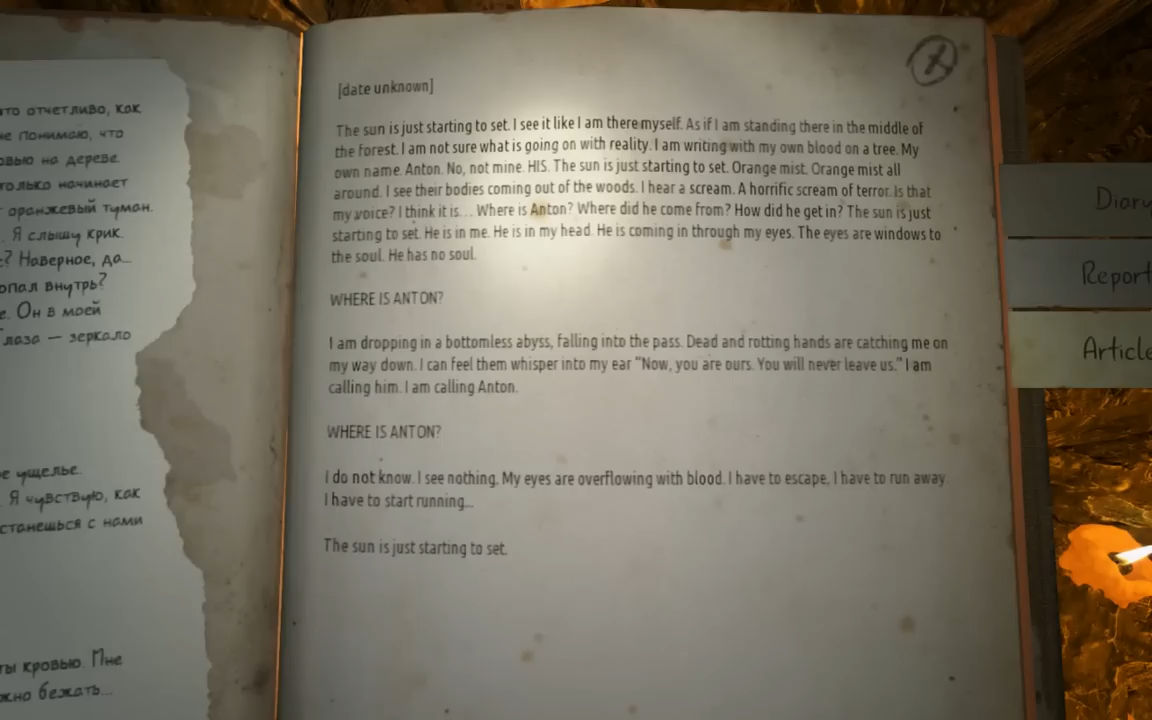 это отчетливо, как
не понимаю, что
овью на дереве.
только начинает
оранжевый туман.
. Я слышу крик.
? Наверное, да...
опал внутрь?
е. Он в моей
Глаза — зеркало
е ущелье.
. Я чувствую, как
станешься с нами
ты кровью. Мне
жно бежать...
[date unknown]
The sun is just starting to set. I see it like I am there myself. As if I am standing there in the middle of
the forest. I am not sure what is going on with reality. I am writing with my own blood on a tree. My
own name. Anton. No, not mine. HIS. The sun is just starting to set. Orange mist. Orange mist all
around. I see their bodies coming out of the woods. I hear a scream. A horrific scream of terror. Is that
my voice? I think it is... Where is Anton? Where did he come from? How did he get in? The sun is just
starting to set. He is in me. He is in my head. He is coming in through my eyes. The eyes are windows to
the soul. He has no soul.
WHERE IS ANTON?
I am dropping in a bottomless abyss, falling into the pass. Dead and rotting hands are catching me on
my way down. I can feel them whisper into my ear "Now, you are ours. You will never leave us." I am
calling him. I am calling Anton.
WHERE IS ANTON?
I do not know. I see nothing. My eyes are overflowing with blood. I have to escape, I have to run away.
I have to start running...
The sun is just starting to set.
Diary
Report
Article